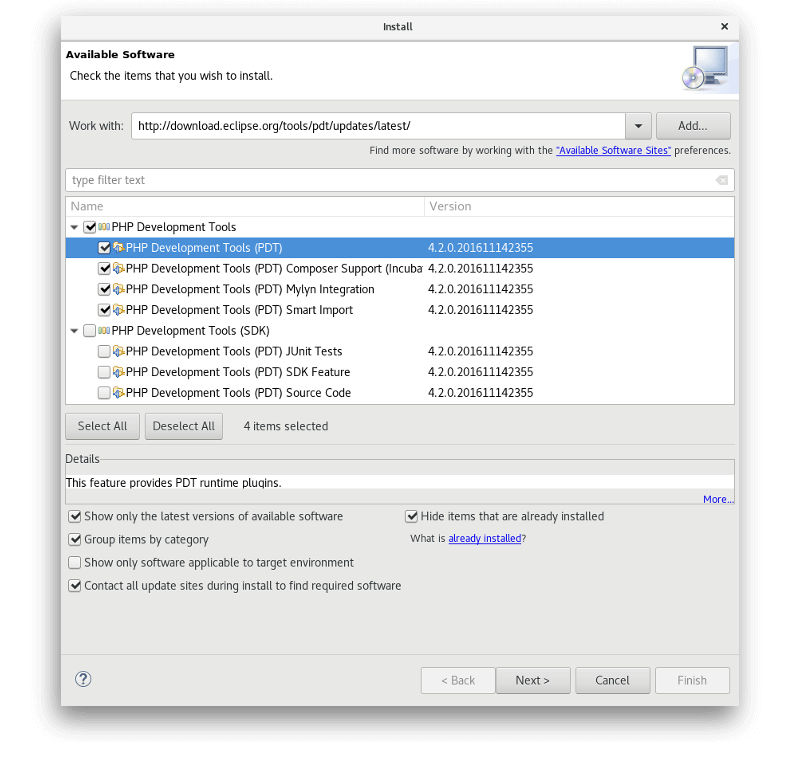 Install
Available Software
Check the items that you wish to install.
Work with: http://download.eclipse.org/tools/pdt/updates/latest/ Add...
Find more software by working with the "Available Software Sites" preferences.
type filter text
Name Version
PHP Development Tools
PHP Development Tools (PDT) 4.2.0.201611142355
PHP Development Tools (PDT) Composer Support (Incuba 4.2.0.201611142355
PHP Development Tools (PDT) Mylyn Integration 4.2.0.201611142355
PHP Development Tools (PDT) Smart Import 4.2.0.201611142355
PHP Development Tools (SDK)
PHP Development Tools (PDT) JUnit Tests 4.2.0.201611142355
PHP Development Tools (PDT) SDK Feature 4.2.0.201611142355
PHP Development Tools (PDT) Source Code 4.2.0.201611142355
Select All Deselect All 4 items selected
Details
This feature provides PDT runtime plugins.
More...
Show only the latest versions of available software Hide items that are already installed
Group items by category What is already installed?
Show only software applicable to target environment
Contact all update sites during install to find required software
? < Back Next > Cancel Finish